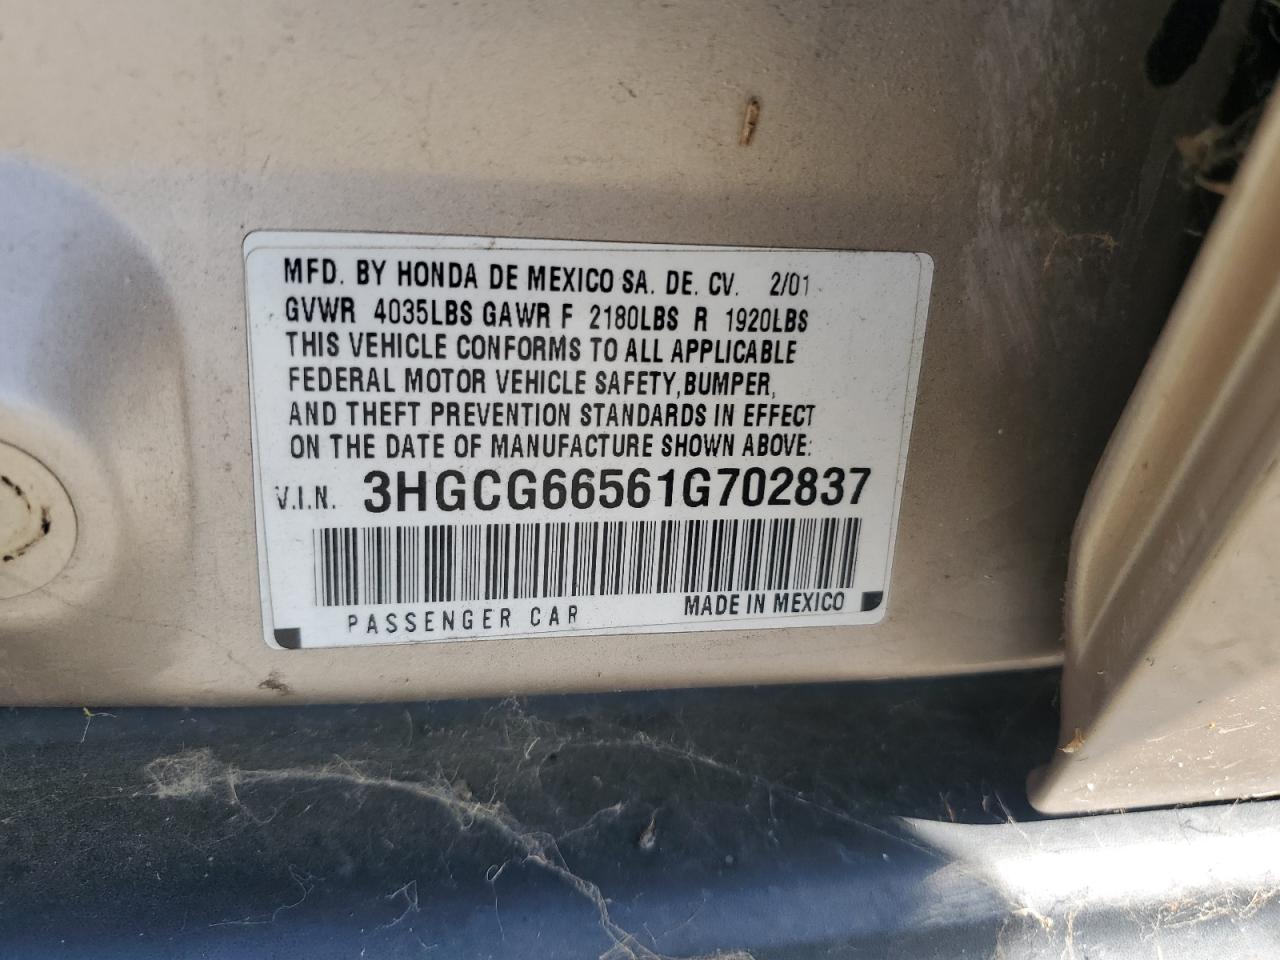 MFD. BY HONDA DE MEXICO SA. DE. CV. 2/01
GVWR 4035LBS GAWR F 2180LBS R 1920LBS
THIS VEHICLE CONFORMS TO ALL APPLICABLE
FEDERAL MOTOR VEHICLE SAFETY,BUMPER,
AND THEFT PREVENTION STANDARDS IN EFFECT
ON THE DATE OF MANUFACTURE SHOWN ABOVE:
V.I.N. 3HGCG66561G702837
PASSENGER CAR MADE IN MEXICO